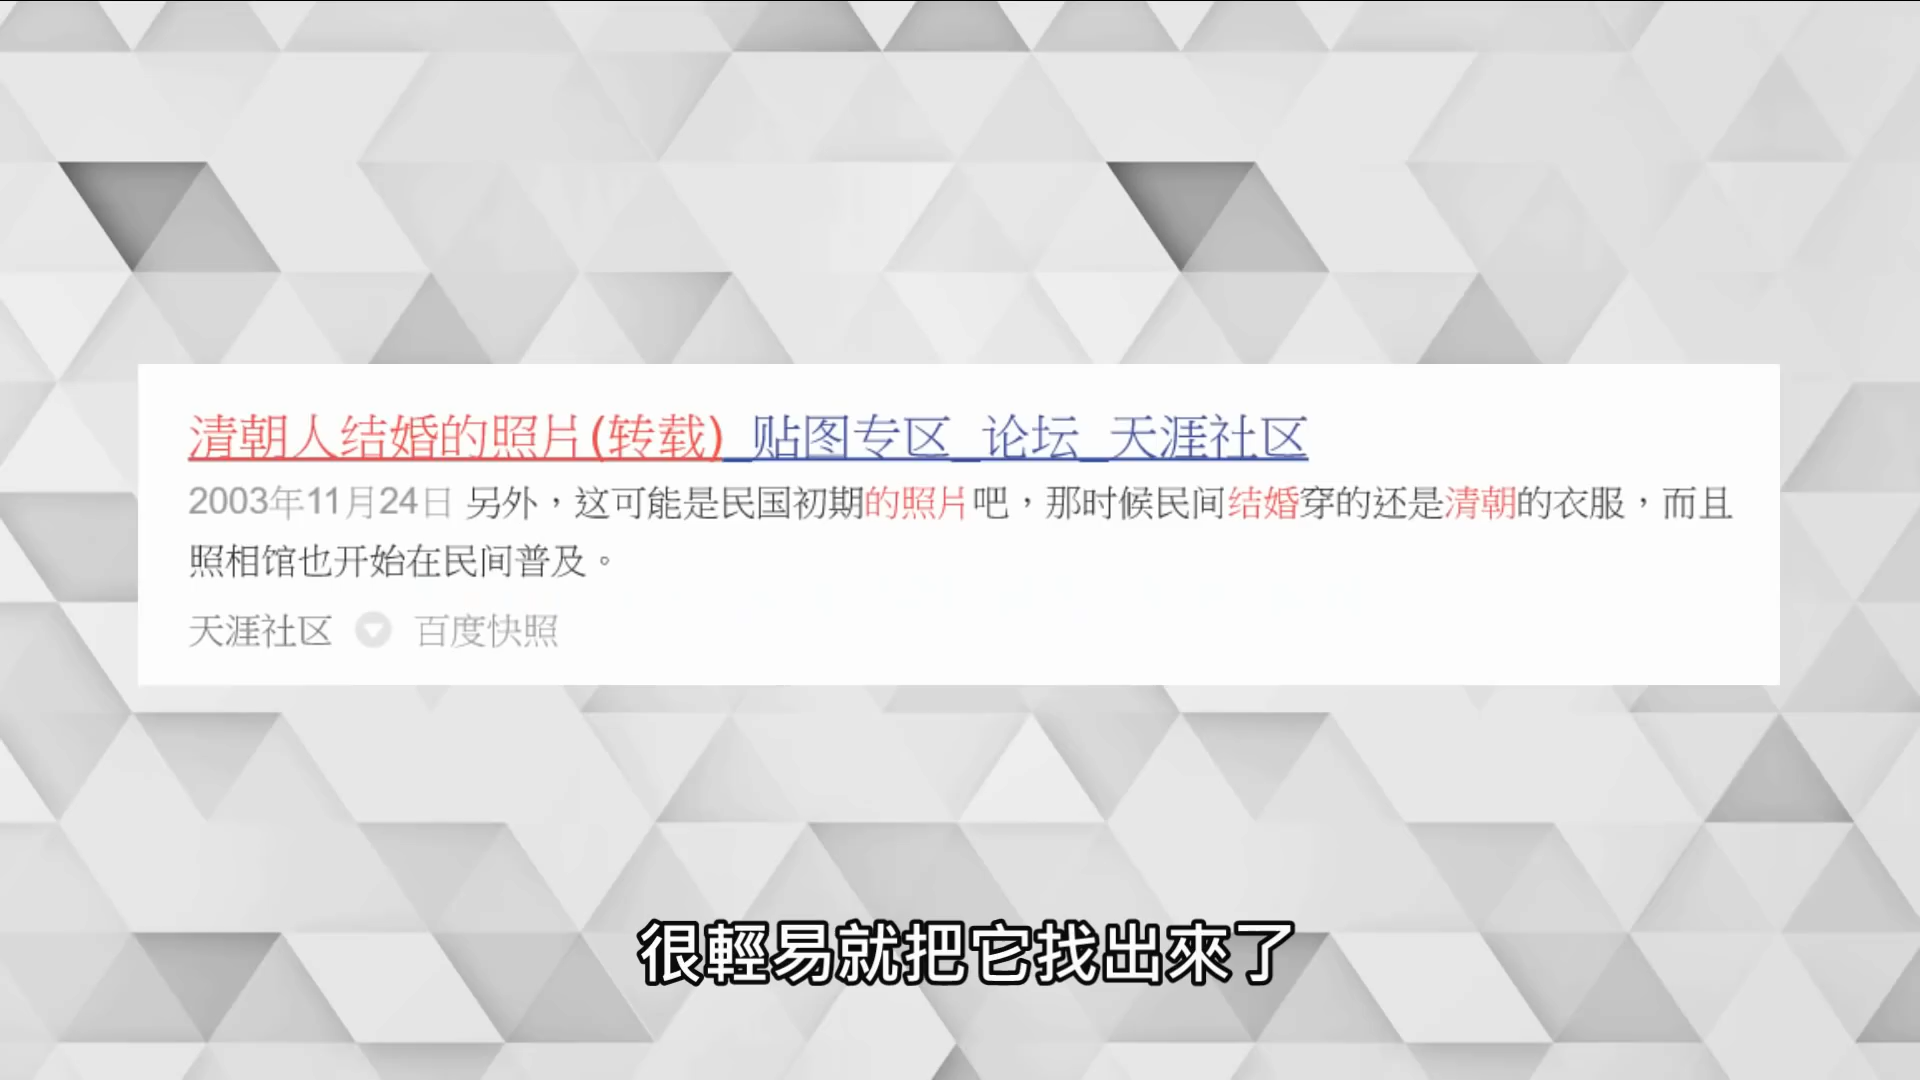 清朝人结婚的照片(转载)_贴图专区_论坛_天涯社区
2003年11月24日 另外，这可能是民国初期的照片吧，那时候民间结婚穿的还是清朝的衣服，而且
照相馆也开始在民间普及。
天涯社区 百度快照
很輕易就把它找出來了